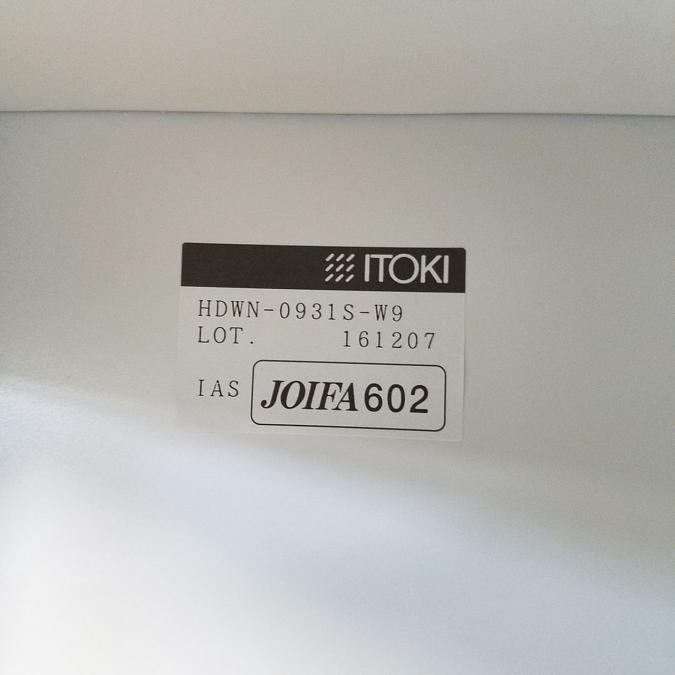 ITOKI
HDWN-0931S-W9
LOT. 161207
IAS JOIFA602